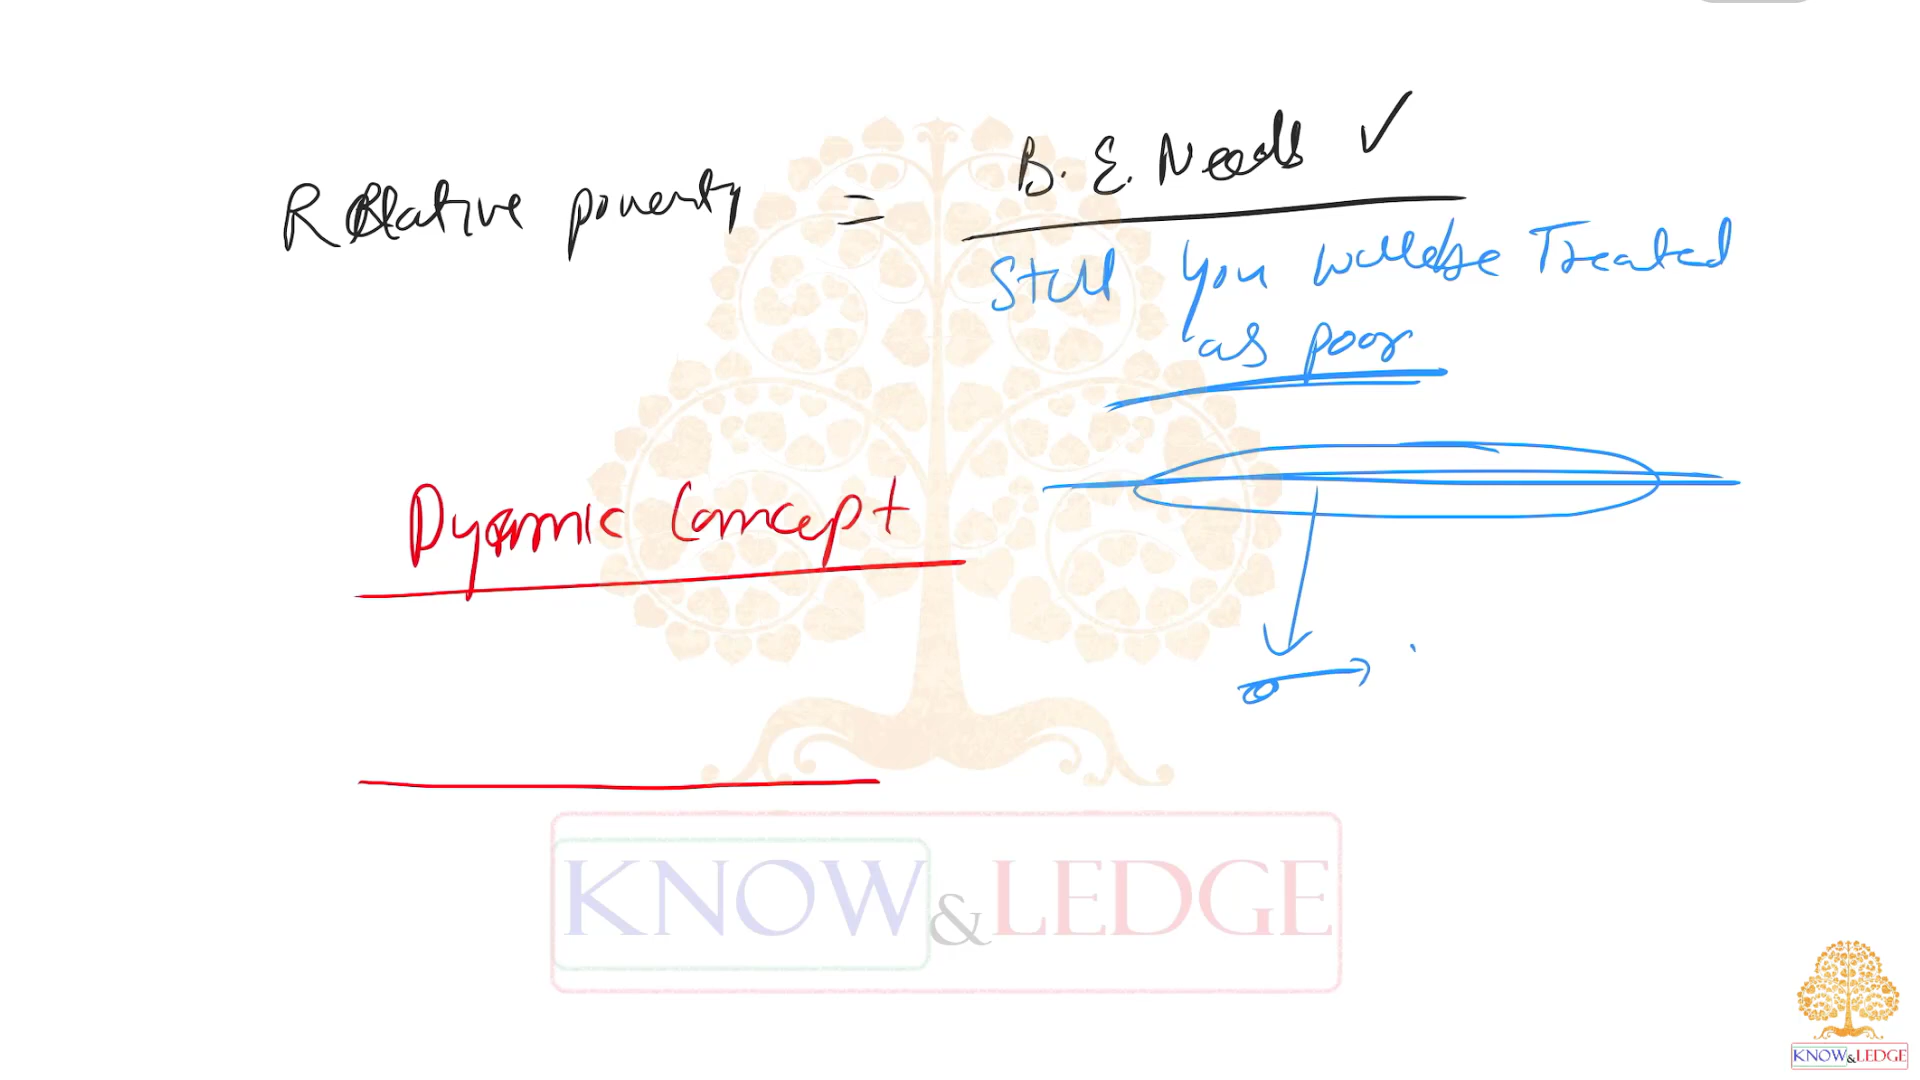 Relative poverty = B. E. Needs ✓
Still you will be Treated
as poor
Dynamic Concept
KNOW&LEDGE
KNOW&LEDGE